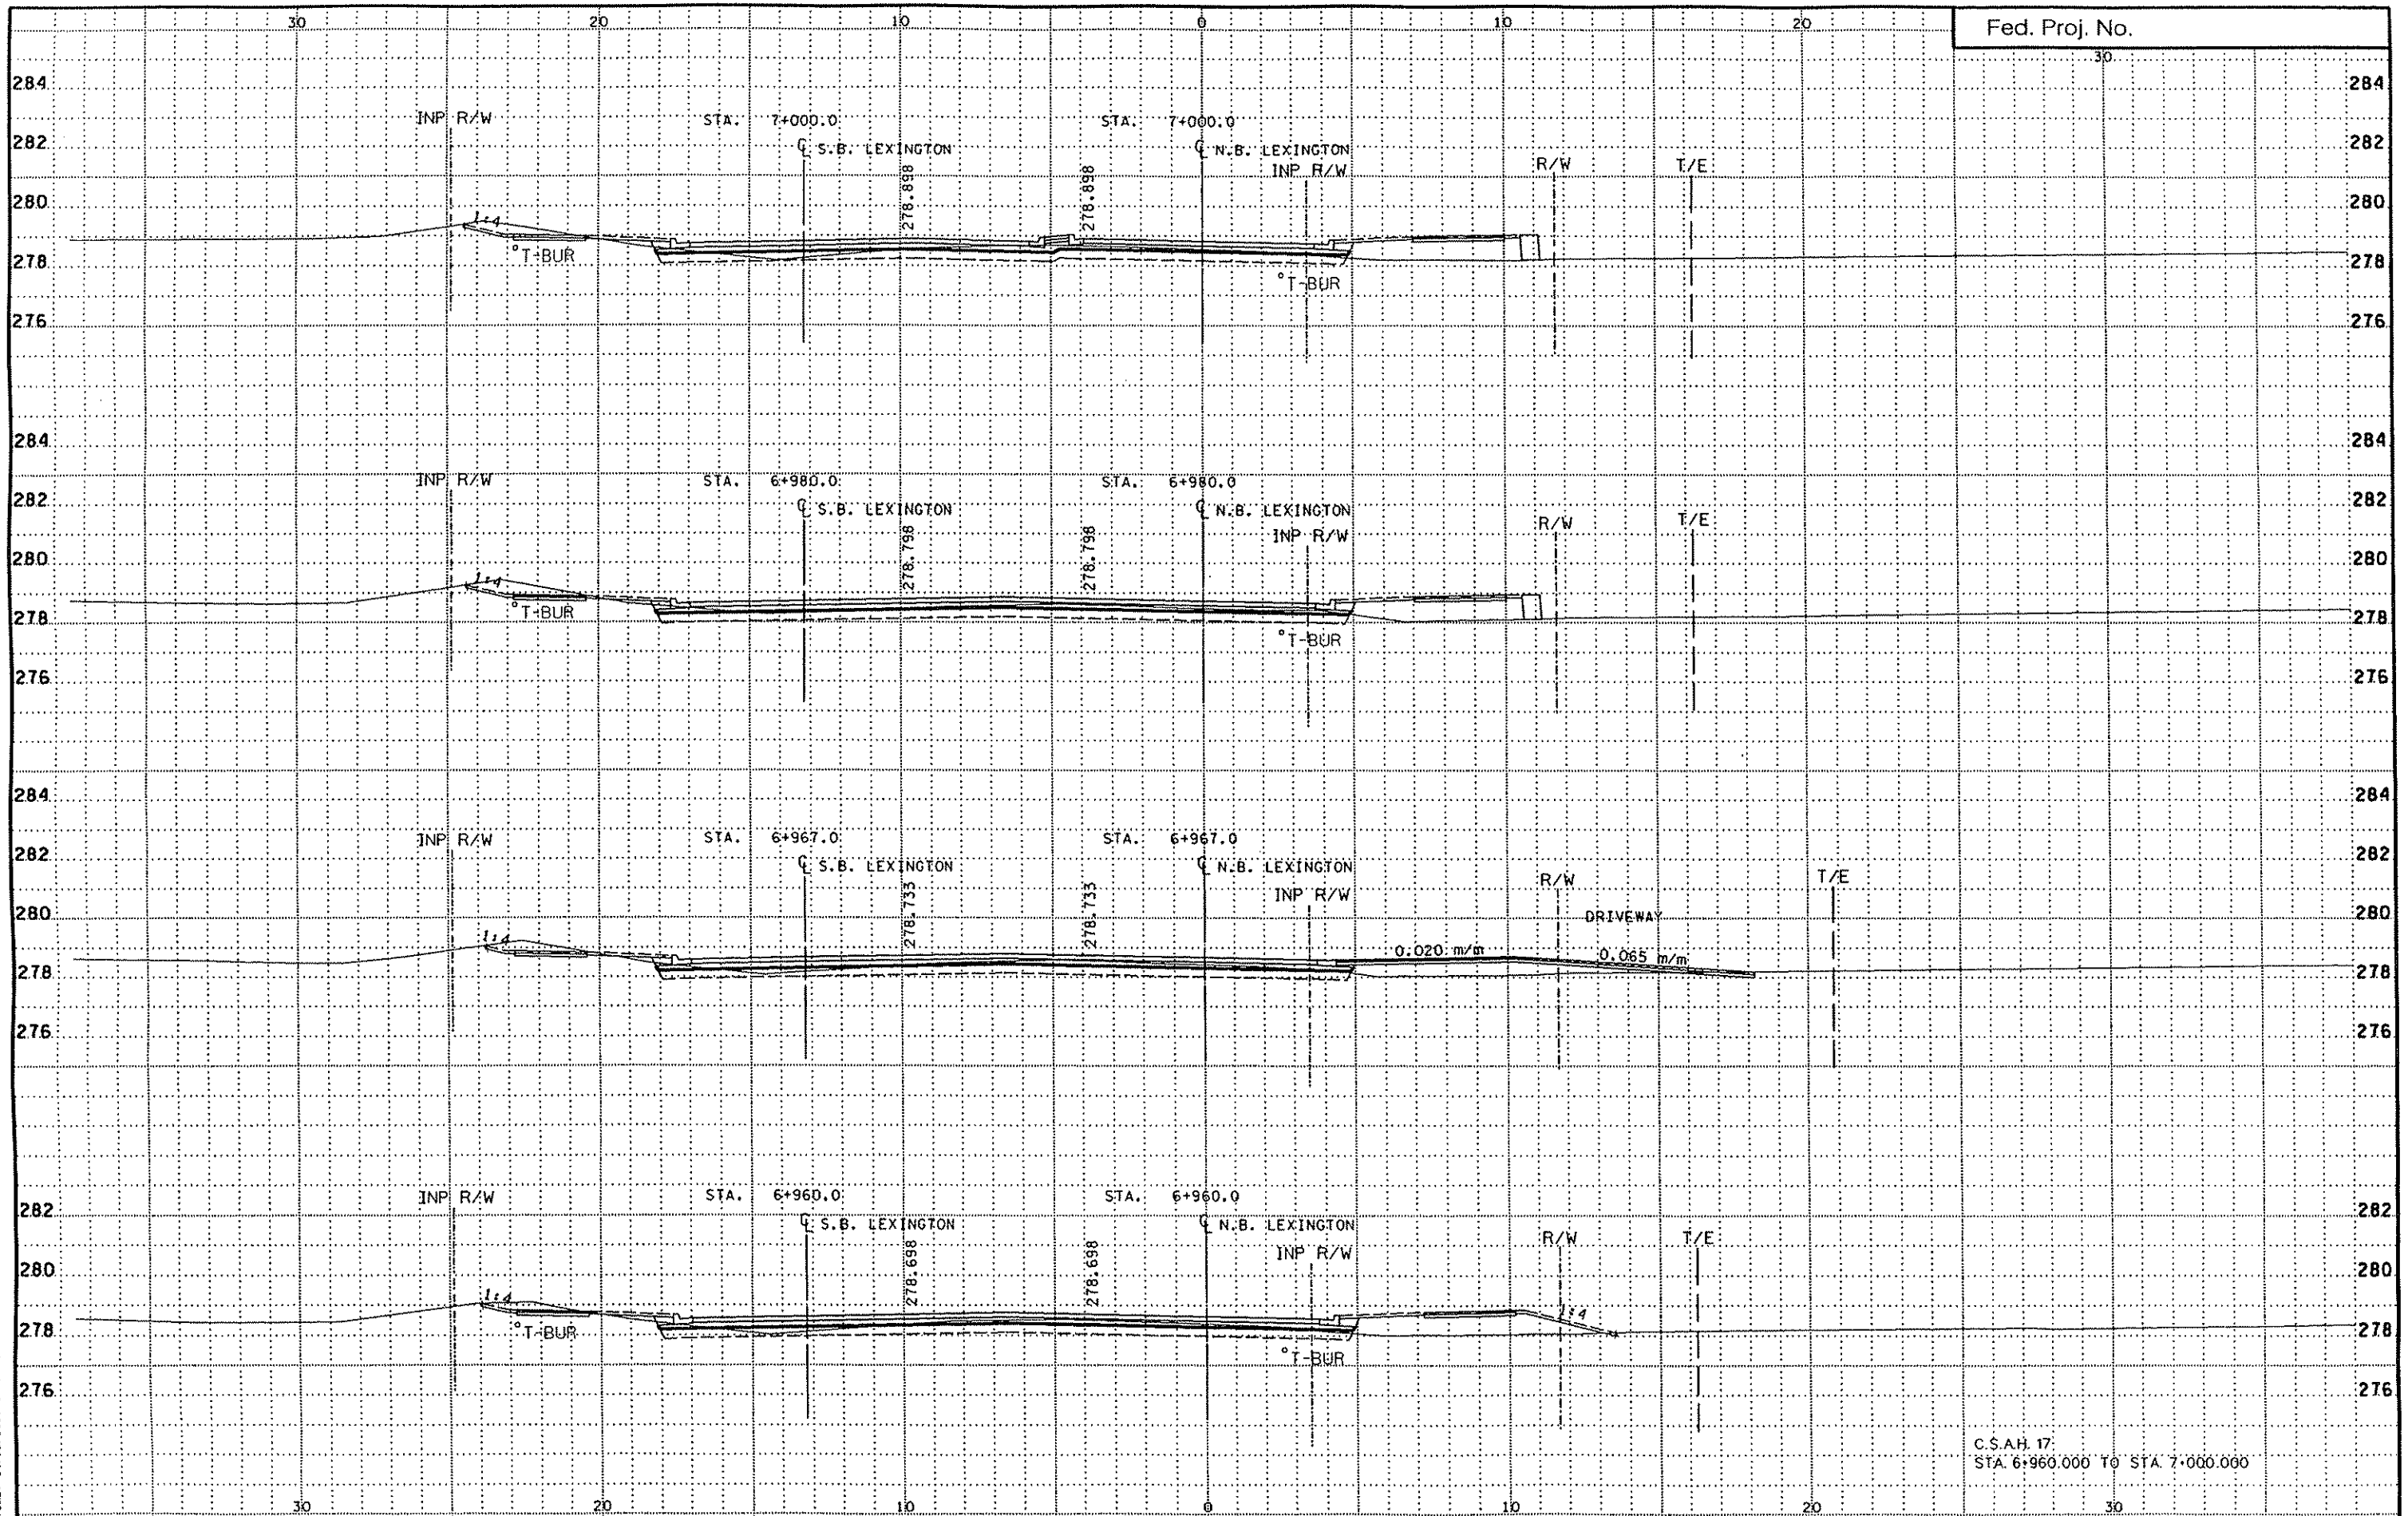 30 20 10 0 10 20 30
Fed. Proj. No.
284 284
INP R/W STA. 7+000.0 STA. 7+000.0
282 ℄ S.B. LEXINGTON ℄ N.B. LEXINGTON 282
278.898 278.898 INP R/W R/W T/E
280 280
1:4
278 °T-BUR °T-BUR 278
276 276
284 284
INP R/W STA. 6+980.0 STA. 6+980.0
282 ℄ S.B. LEXINGTON ℄ N.B. LEXINGTON 282
278.798 278.798 INP R/W R/W T/E
280 280
1:4
278 °T-BUR °T-BUR 278
276 276
284 284
INP R/W STA. 6+967.0 STA. 6+967.0
282 ℄ S.B. LEXINGTON ℄ N.B. LEXINGTON 282
278.733 278.733 INP R/W R/W T/E
280 DRIVEWAY 280
1:4 0.020 m/m 0.065 m/m
278 278
276 276
INP R/W STA. 6+960.0 STA. 6+960.0
282 ℄ S.B. LEXINGTON ℄ N.B. LEXINGTON 282
278.698 278.698 INP R/W R/W T/E
280 280
1:4 1:4
278 °T-BUR °T-BUR 278
276 276
C.S.A.H. 17
STA. 6+960.000 TO STA. 7+000.000
30 20 10 0 10 20 30